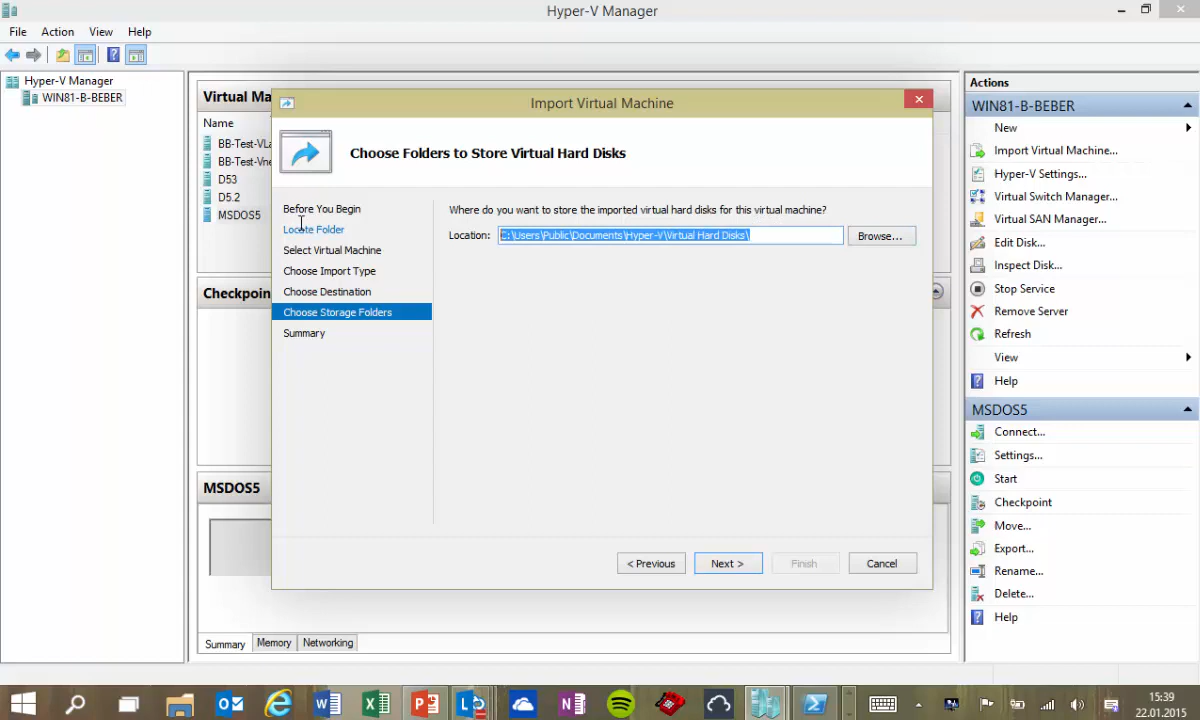 Hyper-V Manager
File Action View Help
Hyper-V Manager
WIN81-B-BEBER
Virtual Ma
Name
BB-Test-VLa
BB-Test-Vne
D53
D5.2
MSDOS5
Checkpoin
MSDOS5
Summary Memory Networking
Import Virtual Machine
Choose Folders to Store Virtual Hard Disks
Before You Begin
Locate Folder
Select Virtual Machine
Choose Import Type
Choose Destination
Choose Storage Folders
Summary
Where do you want to store the imported virtual hard disks for this virtual machine?
Location: C:\Users\Public\Documents\Hyper-V\Virtual Hard Disks\ Browse...
< Previous Next > Finish Cancel
Actions
WIN81-B-BEBER
New
Import Virtual Machine...
Hyper-V Settings...
Virtual Switch Manager...
Virtual SAN Manager...
Edit Disk...
Inspect Disk...
Stop Service
Remove Server
Refresh
View
Help
MSDOS5
Connect...
Settings...
Start
Checkpoint
Move...
Export...
Rename...
Delete...
Help
15:39
22.01.2015